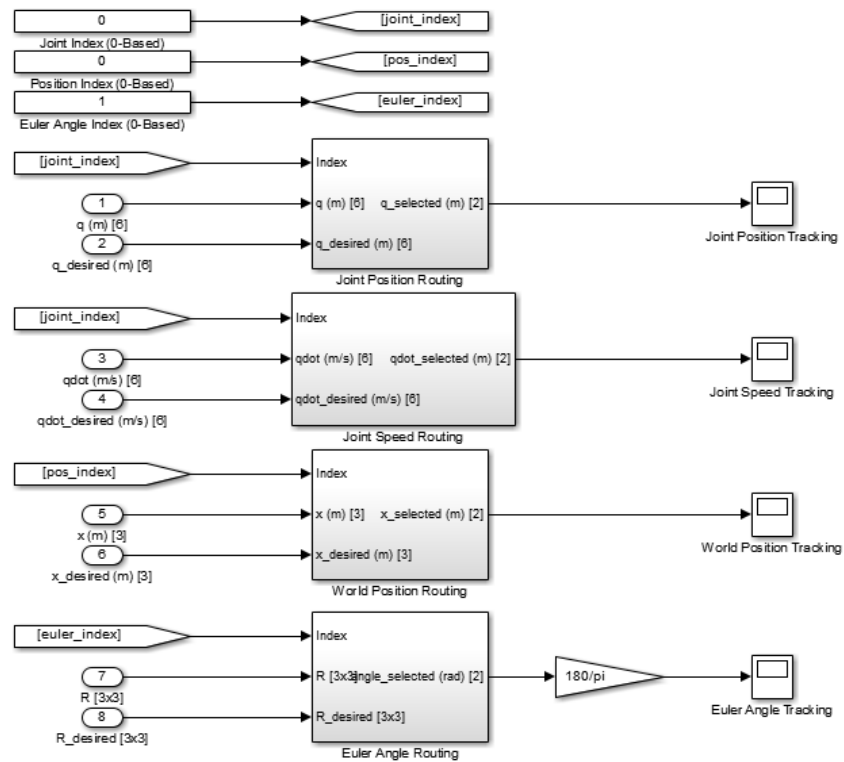 0
[joint_index]
Joint Index (0-Based)
0
[pos_index]
Position Index (0-Based)
1
[euler_index]
Euler Angle Index (0-Based)
[joint_index]
Index
1
q (m) [6]
q (m) [6]
q_selected (m) [2]
2
q_desired (m) [6]
q_desired (m) [6]
Joint Position Routing
Joint Position Tracking
[joint_index]
Index
3
qdot (m/s) [6]
qdot (m/s) [6]
qdot_selected (m) [2]
4
qdot_desired (m/s) [6]
qdot_desired (m/s) [6]
Joint Speed Routing
Joint Speed Tracking
[pos_index]
Index
5
x (m) [3]
x (m) [3]
x_selected (m) [2]
6
x_desired (m) [3]
x_desired (m) [3]
World Position Routing
World Position Tracking
[euler_index]
Index
7
R [3x3]
R [3x3]
angle_selected (rad) [2]
180/pi
8
R_desired [3x3]
R_desired [3x3]
Euler Angle Routing
Euler Angle Tracking